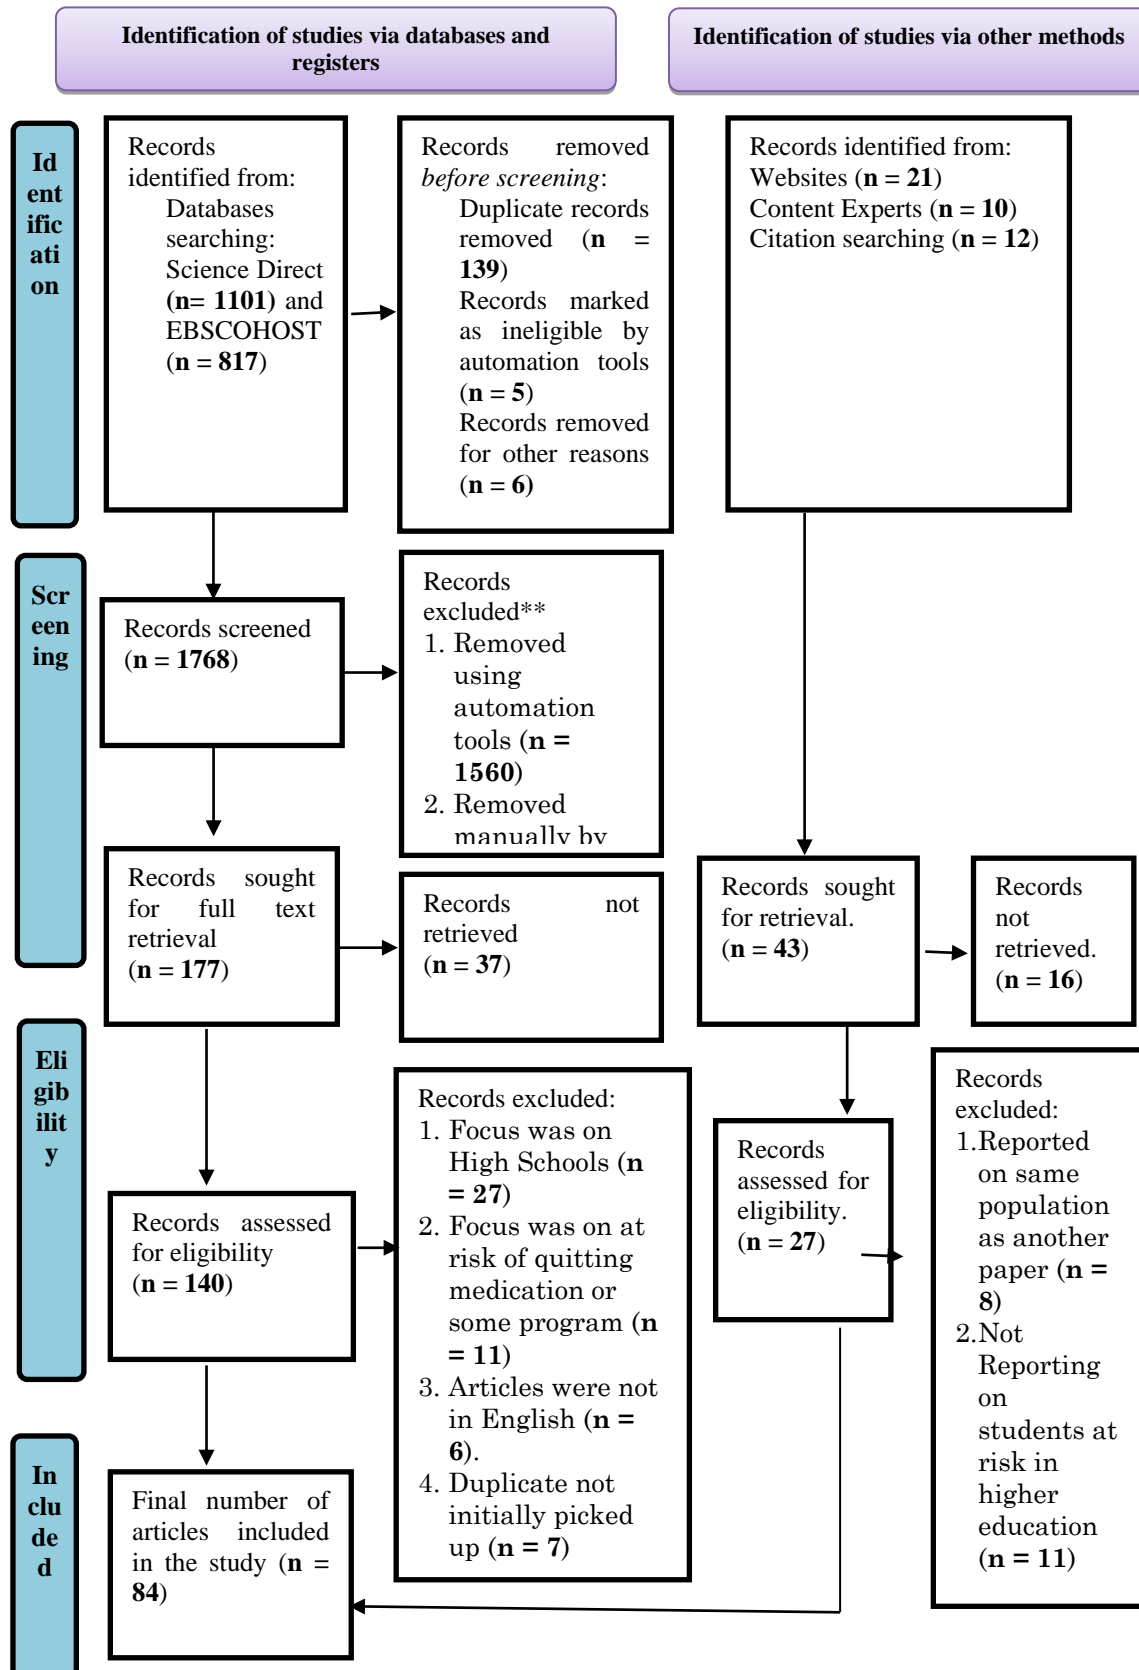 Identification of studies via databases and
registers
Identification of studies via other methods
Id
ent
ific
ati
on
Records
identified from:
Databases
searching:
Science Direct
(n= 1101) and
EBSCOHOST
(n = 817)
Records removed
before screening:
Duplicate records
removed (n =
139)
Records marked
as ineligible by
automation tools
(n = 5)
Records removed
for other reasons
(n = 6)
Records identified from:
Websites (n = 21)
Content Experts (n = 10)
Citation searching (n = 12)
Scr
een
ing
Records screened
(n = 1768)
Records
excluded**
1. Removed
using
automation
tools (n =
1560)
2. Removed
manually by
Records sought
for full text
retrieval
(n = 177)
Records not
retrieved
(n = 37)
Records sought
for retrieval.
(n = 43)
Records
not
retrieved.
(n = 16)
Eli
gib
ilit
y
Records assessed
for eligibility
(n = 140)
Records excluded:
1. Focus was on
High Schools (n
= 27)
2. Focus was on at
risk of quitting
medication or
some program (n
= 11)
3. Articles were not
in English (n =
6).
4. Duplicate not
initially picked
up (n = 7)
Records
assessed for
eligibility.
(n = 27)
Records
excluded:
1.Reported
on same
population
as another
paper (n =
8)
2.Not
Reporting
on
students at
risk in
higher
education
(n = 11)
In
clu
de
d
Final number of
articles included
in the study (n =
84)